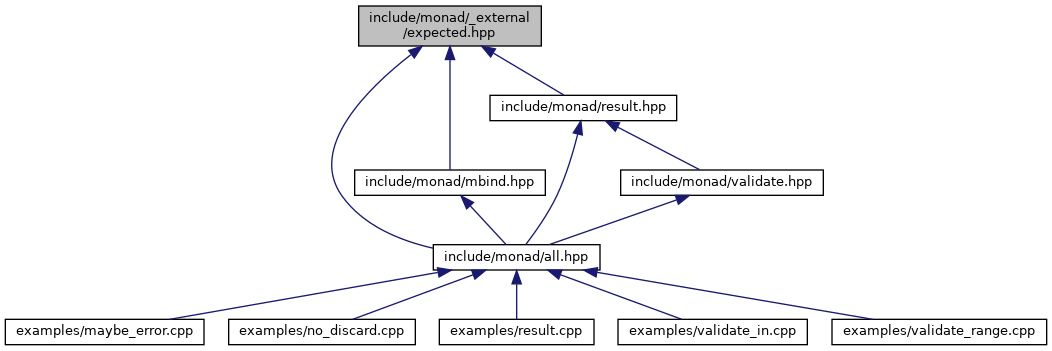 include/monad/_external
/expected.hpp
include/monad/result.hpp
include/monad/mbind.hpp
include/monad/validate.hpp
include/monad/all.hpp
examples/maybe_error.cpp
examples/no_discard.cpp
examples/result.cpp
examples/validate_in.cpp
examples/validate_range.cpp